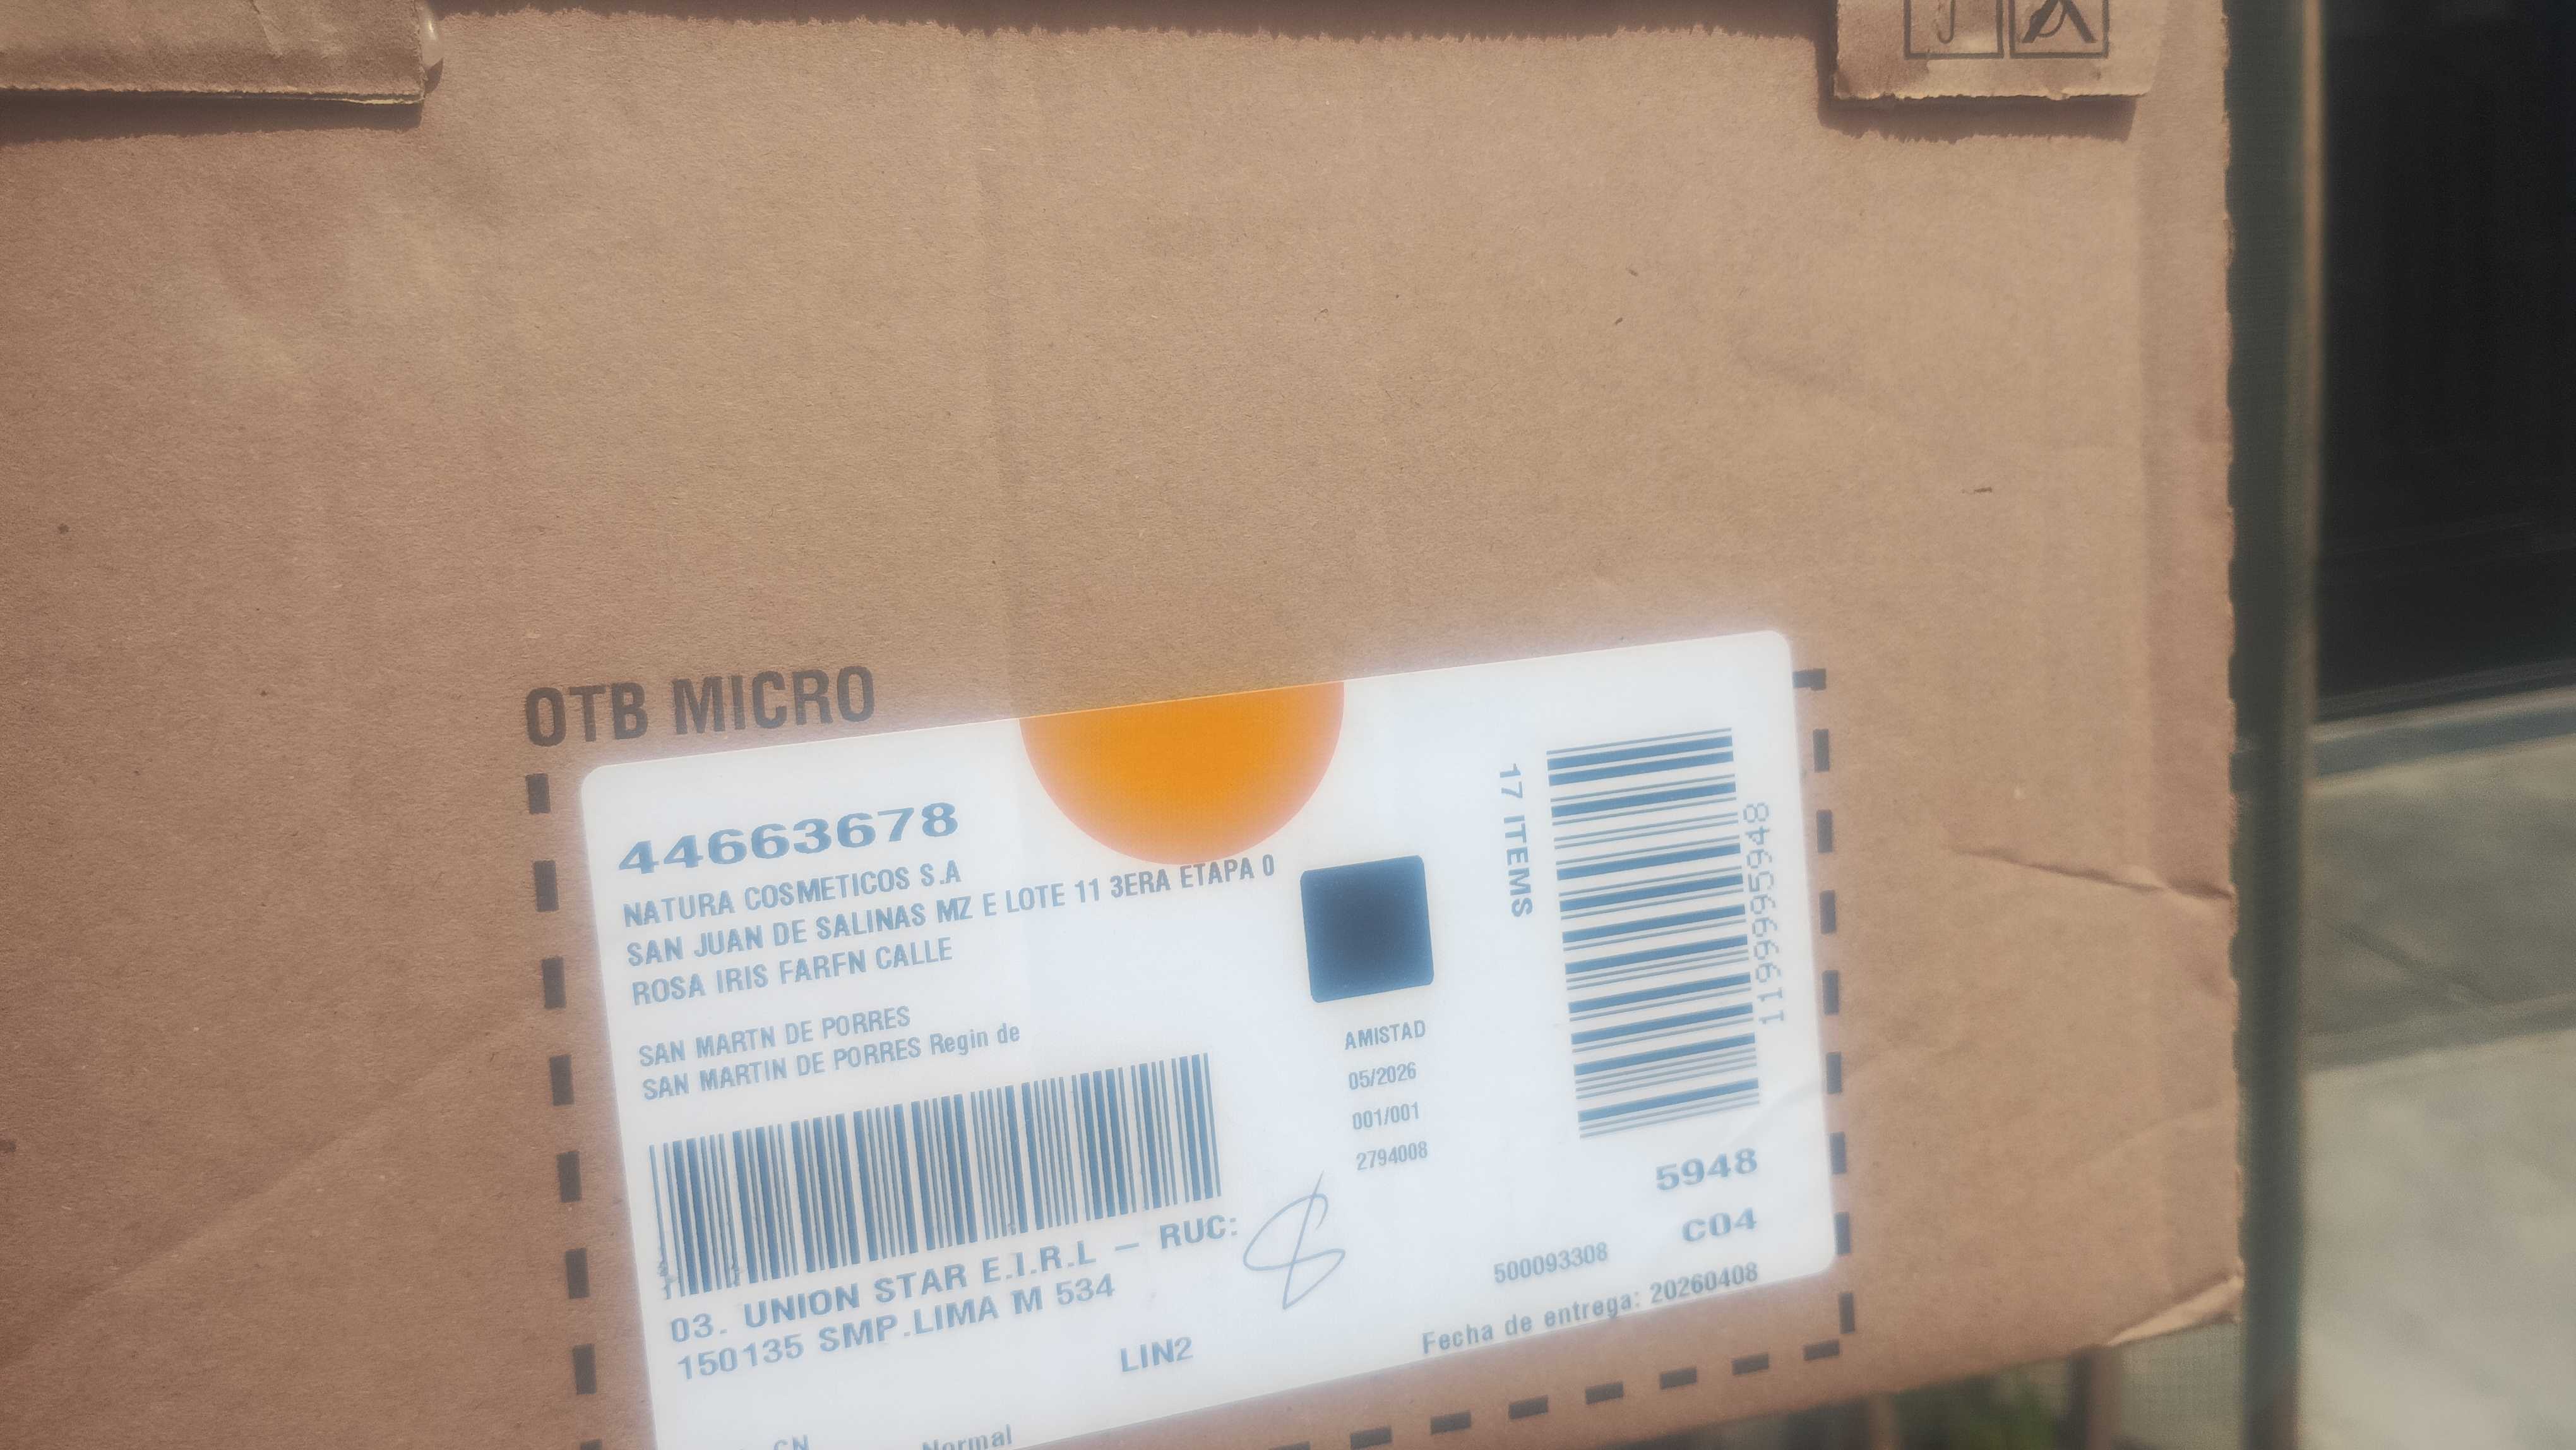 OTB MICRO
44663678
NATURA COSMETICOS S.A
SAN JUAN DE SALINAS MZ E LOTE 11 3ERA ETAPA 0
ROSA IRIS FARFN CALLE
SAN MARTN DE PORRES
SAN MARTIN DE PORRES Regin de
03. UNION STAR E.I.R.L – RUC:
150135 SMP.LIMA M 534
LIN2
CN
Normal
AMISTAD
05/2026
001/001
2794008
17 ITEMS
1199995948
5948
C04
500093308
Fecha de entrega: 20260408